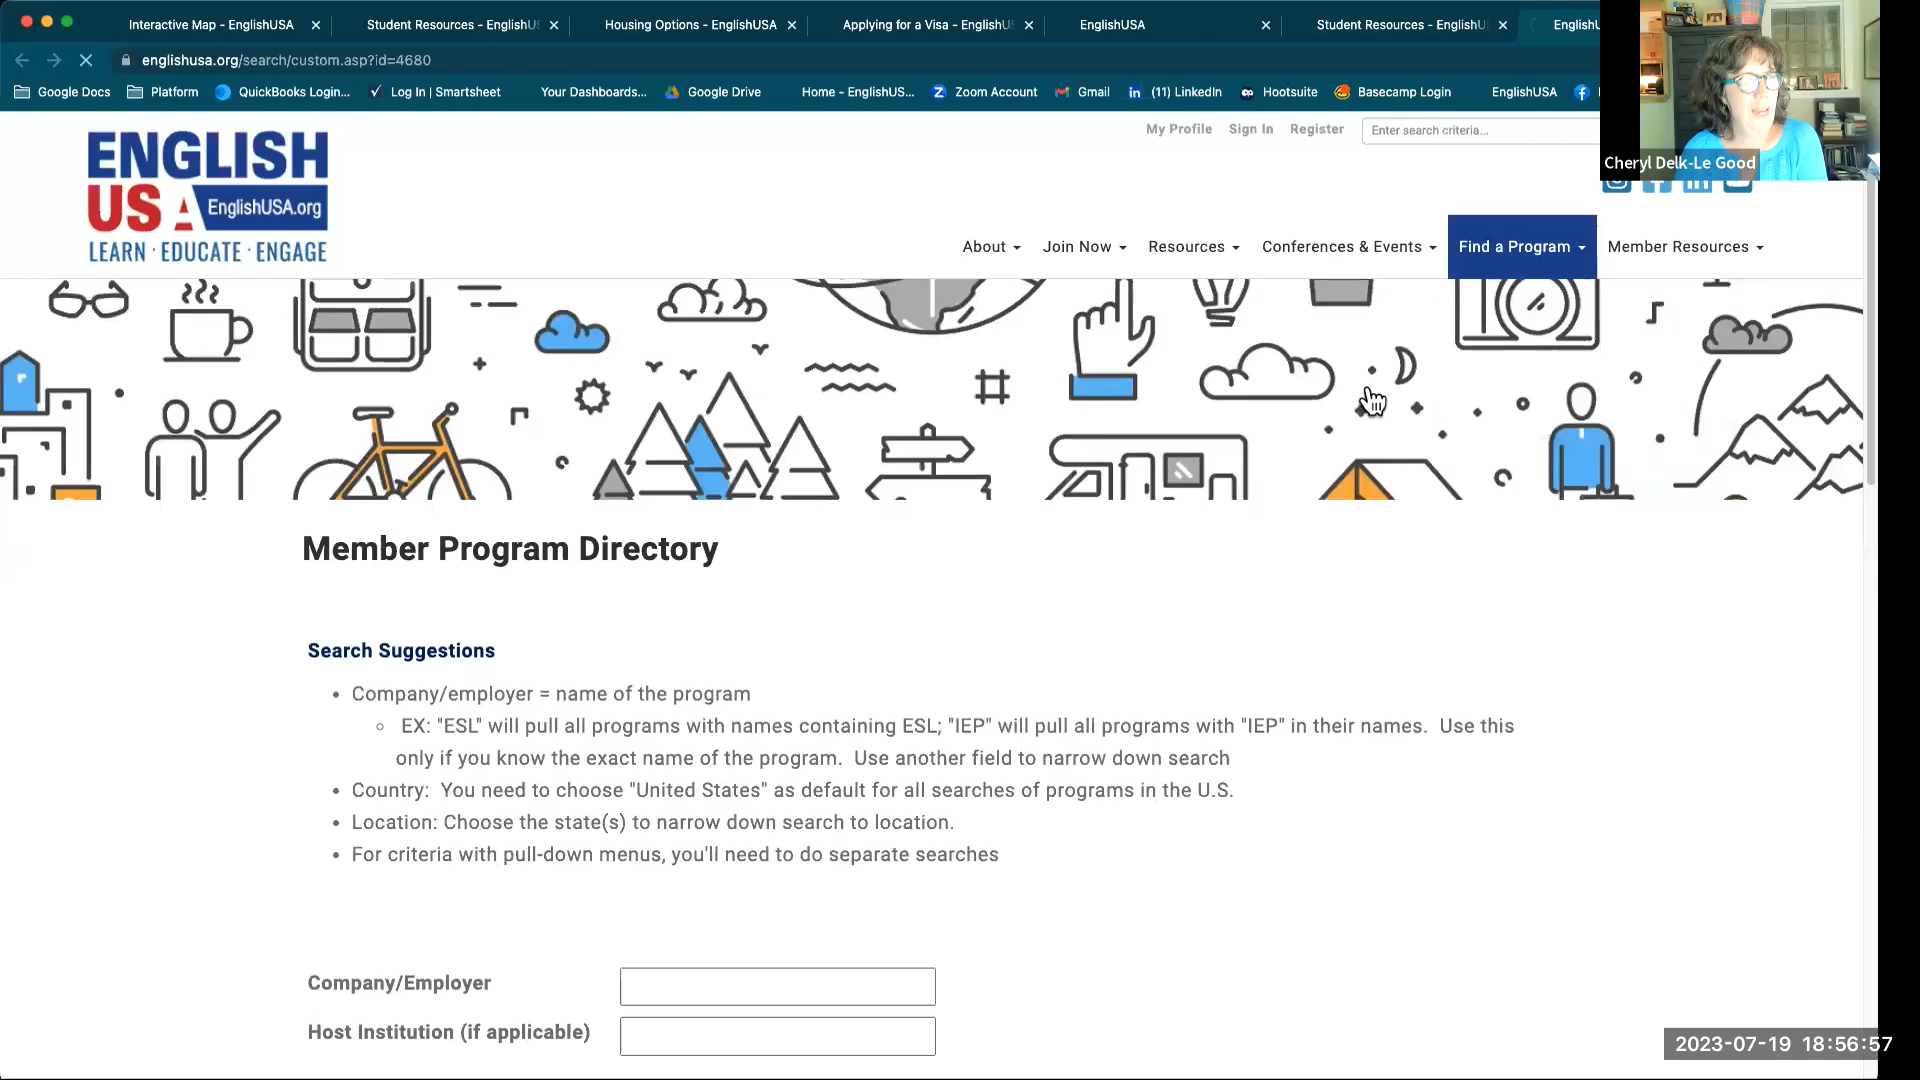 Interactive Map - EnglishUSA
Student Resources - EnglishUS
Housing Options - EnglishUSA
Applying for a Visa - EnglishUS
EnglishUSA
Student Resources - EnglishUS
EnglishU
englishusa.org/search/custom.asp?id=4680
Google Docs
Platform
QuickBooks Login...
Log In | Smartsheet
Your Dashboards...
Google Drive
Home - EnglishUS...
Zoom Account
Gmail
(11) LinkedIn
Hootsuite
Basecamp Login
EnglishUSA
My Profile
Sign In
Register
Enter search criteria...
Cheryl Delk-Le Good
ENGLISH
USA
EnglishUSA.org
LEARN · EDUCATE · ENGAGE
About
Join Now
Resources
Conferences & Events
Find a Program
Member Resources
Member Program Directory
Search Suggestions
• Company/employer = name of the program
○ EX: "ESL" will pull all programs with names containing ESL; "IEP" will pull all programs with "IEP" in their names.  Use this
only if you know the exact name of the program.  Use another field to narrow down search
• Country:  You need to choose "United States" as default for all searches of programs in the U.S.
• Location: Choose the state(s) to narrow down search to location.
• For criteria with pull-down menus, you'll need to do separate searches
Company/Employer
Host Institution (if applicable)
2023-07-19 18:56:57